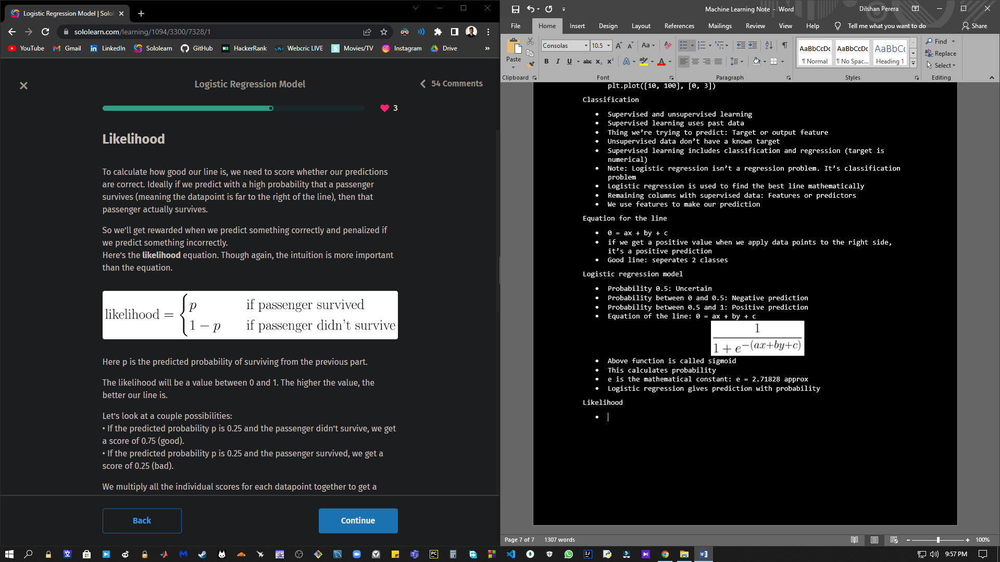 Logistic Regression Model | Solol
sololearn.com/learning/1094/3300/7328/1
YouTube Gmail LinkedIn Sololearn GitHub HackerRank Webcric LIVE Movies/TV Instagram Drive »
Logistic Regression Model
54 Comments
3
Likelihood
To calculate how good our line is, we need to score whether our predictions
are correct. Ideally if we predict with a high probability that a passenger
survives (meaning the datapoint is far to the right of the line), then that
passenger actually survives.
So we’ll get rewarded when we predict something correctly and penalized if
we predict something incorrectly.
Here’s the likelihood equation. Though again, the intuition is more important
than the equation.
likelihood = { p if passenger survived
1 − p if passenger didn’t survive
Here p is the predicted probability of surviving from the previous part.
The likelihood will be a value between 0 and 1. The higher the value, the
better our line is.
Let’s look at a couple possibilities:
• If the predicted probability p is 0.25 and the passenger didn’t survive, we get
a score of 0.75 (good).
• If the predicted probability p is 0.25 and the passenger survived, we get a
score of 0.25 (bad).
We multiply all the individual scores for each datapoint together to get a
Back Continue
Machine Learning Note - Word
Dilshan Perera
File Home Insert Design Layout References Mailings Review View Help Tell me what you want to do Share
Paste
Consolas 10.5
AaBbCcDc AaBbCcDc AaBbC
¶ Normal ¶ No Spac... Heading 1
Find
Replace
Select
Clipboard Font Paragraph Styles Editing
plt.plot([10, 100], [0, 3])
Classification
• Supervised and unsupervised learning
• Supervised learning uses past data
• Thing we’re trying to predict: Target or output feature
• Unsupervised data don’t have a known target
• Supervised learning includes classification and regression (target is
numerical)
• Note: Logistic regression isn’t a regression problem. It’s classification
problem
• Logistic regression is used to find the best line mathematically
• Remaining columns with supervised data: Features or predictors
• We use features to make our prediction
Equation for the line
• 0 = ax + by + c
• if we get a positive value when we apply data points to the right side,
it’s a positive prediction
• Good line: seperates 2 classes
Logistic regression model
• Probability 0.5: Uncertain
• Probability between 0 and 0.5: Negative prediction
• Probability between 0.5 and 1: Positive prediction
• Equation of the line: 0 = ax + by + c
1
1 + e^−(ax+by+c)
• Above function is called sigmoid
• This calculates probability
• e is the mathematical constant: e = 2.71828 approx
• Logistic regression gives prediction with probability
Likelihood
•
Page 7 of 7 1307 words
100%
9:57 PM